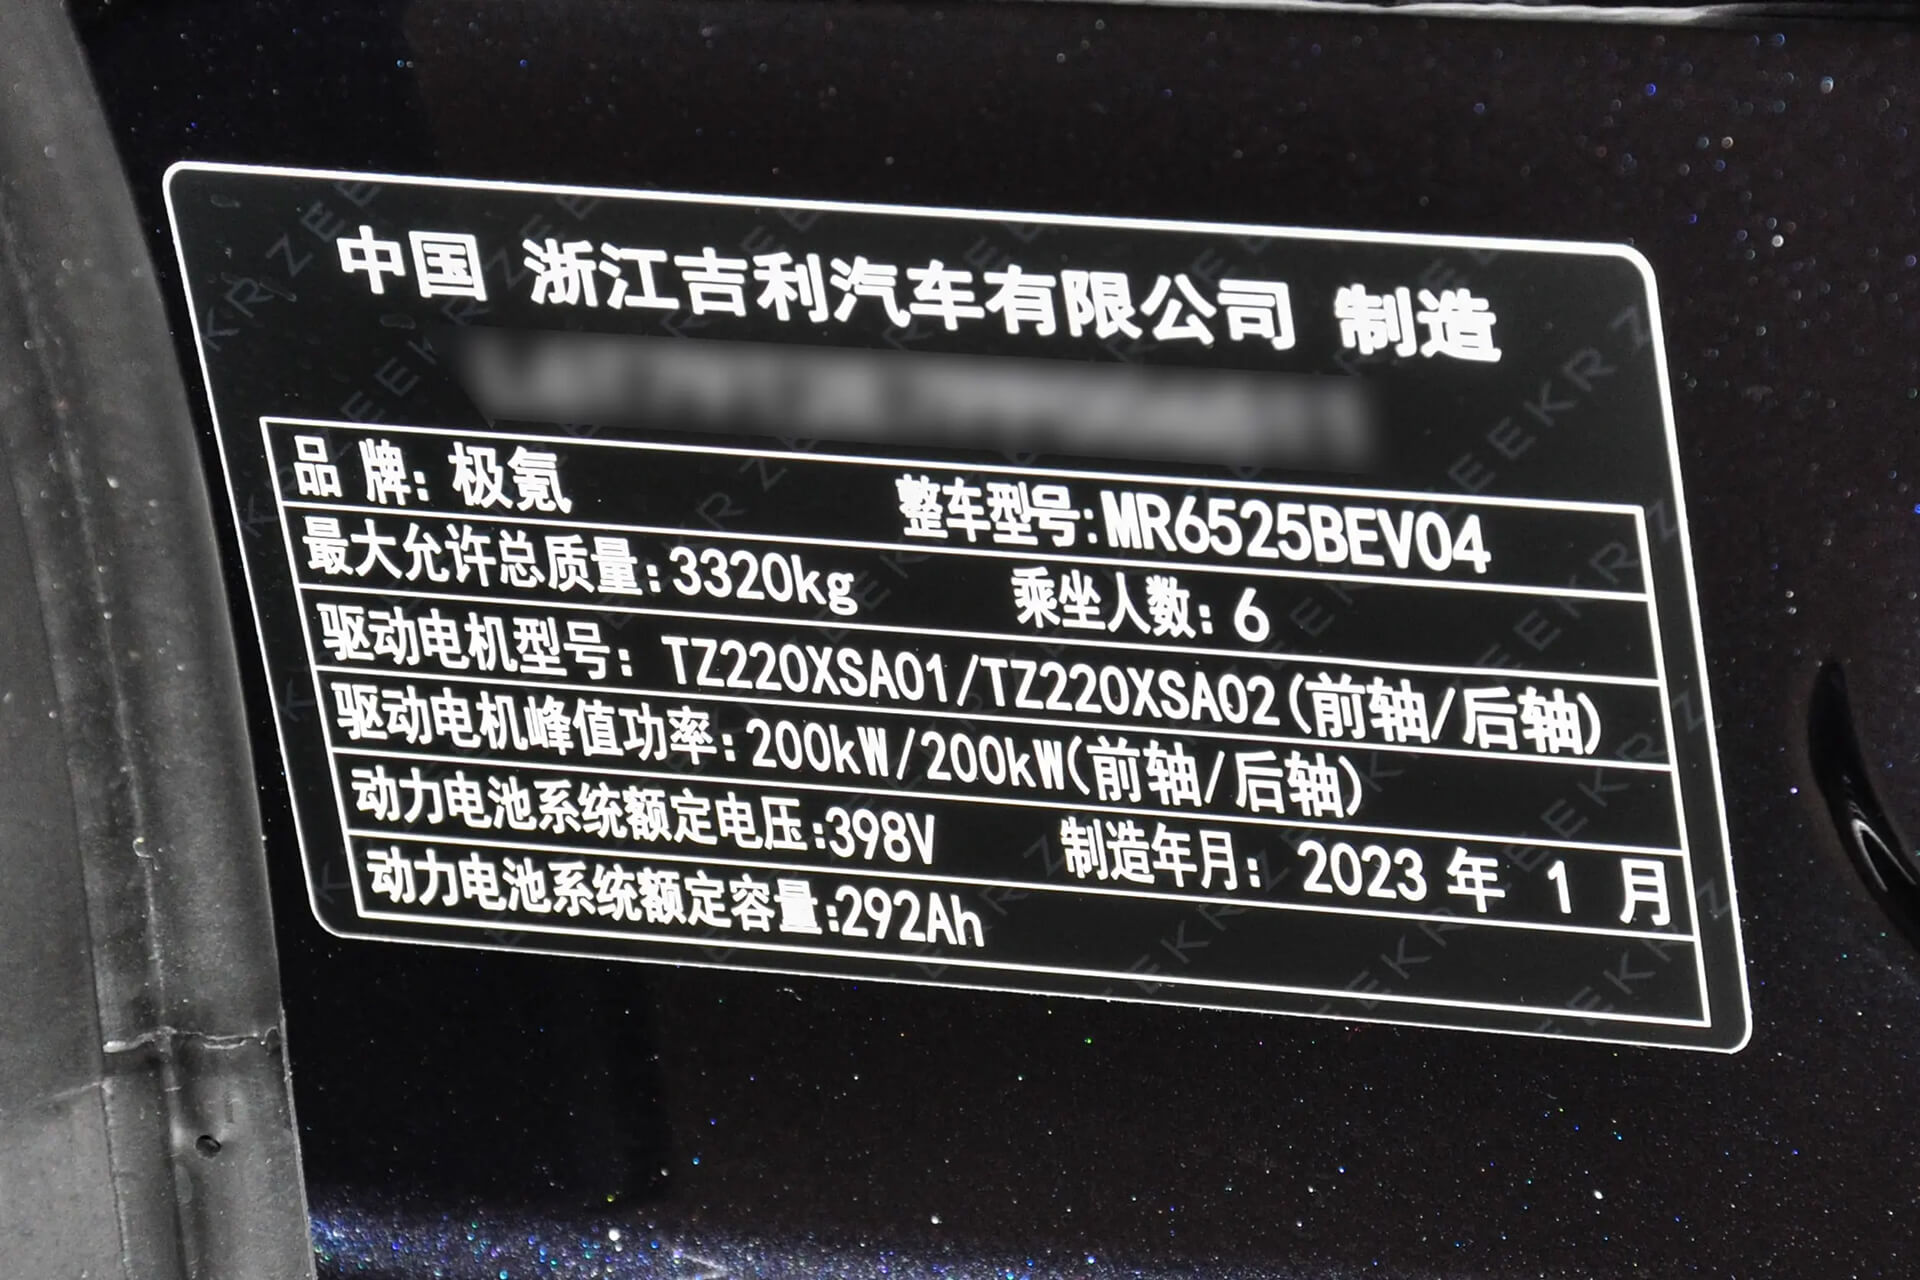 中国 浙江吉利汽车有限公司 制造
品 牌: 极氪 整车型号:MR6525BEV04
最大允许总质量:3320kg 乘坐人数: 6
驱动电机型号: TZ220XSA01/TZ220XSA02(前轴/后轴)
驱动电机峰值功率:200kW/200kW(前轴/后轴)
动力电池系统额定电压:398V 制造年月: 2023 年 1 月
动力电池系统额定容量:292Ah